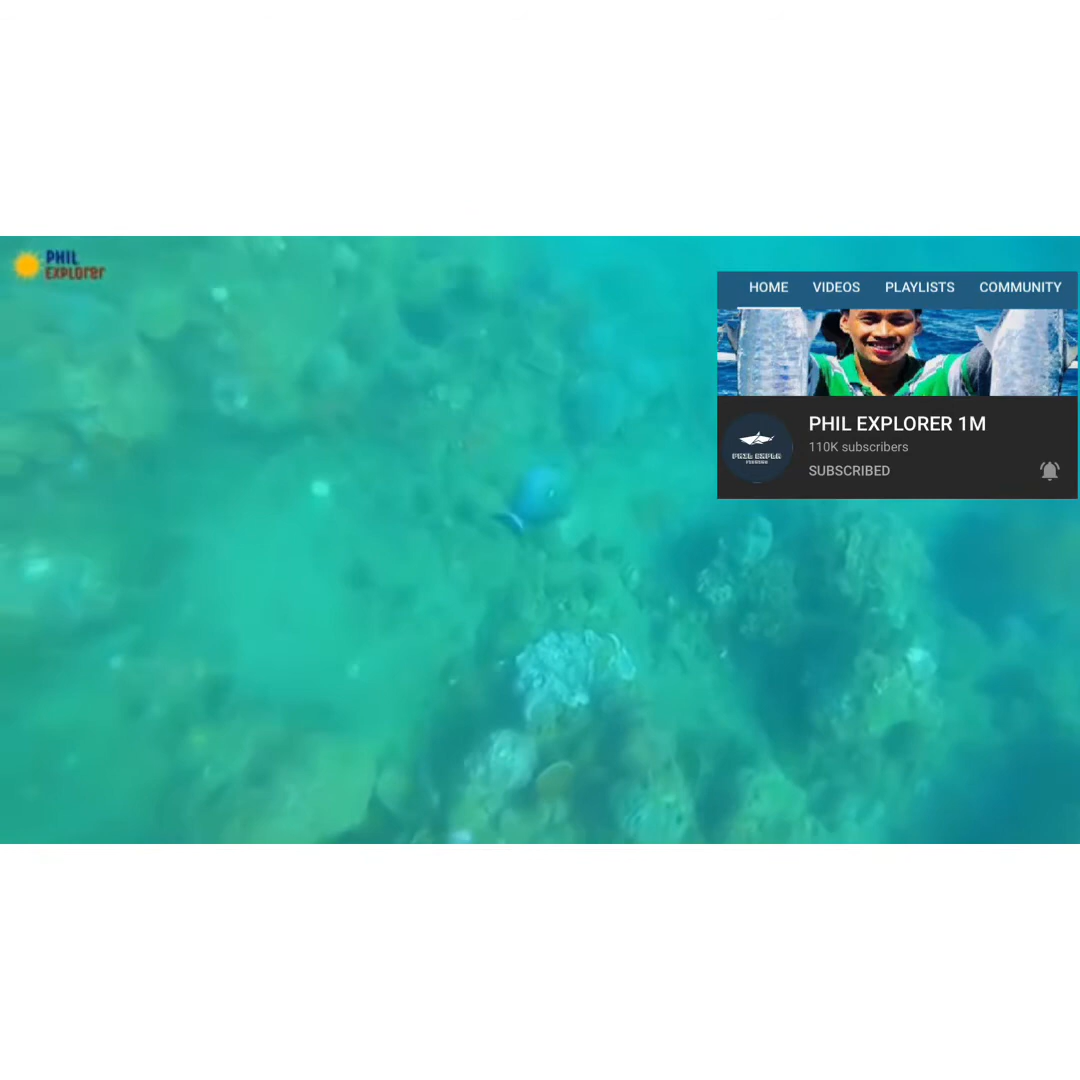 PHIL
EXPLORER
HOME VIDEOS PLAYLISTS COMMUNITY
PHIL EXPLORER 1M
110K subscribers
SUBSCRIBED